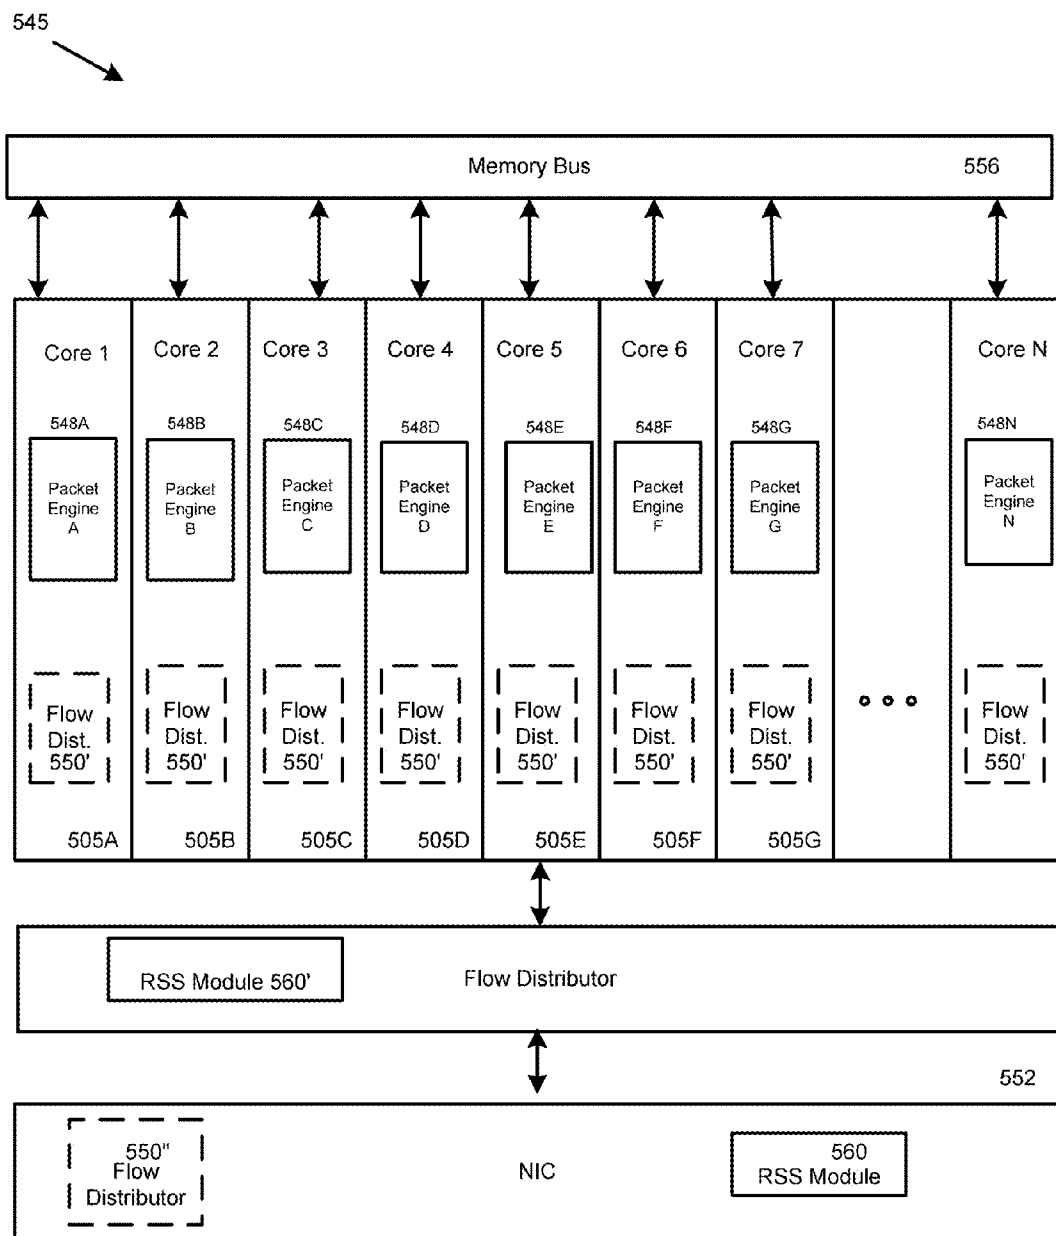 545
Memory Bus 556
Core 1 Core 2 Core 3 Core 4 Core 5 Core 6 Core 7 Core N
548A 548B 548C 548D 548E 548F 548G 548N
Packet Engine A
Packet Engine B
Packet Engine C
Packet Engine D
Packet Engine E
Packet Engine F
Packet Engine G
Packet Engine N
Flow Dist. 550'
Flow Dist. 550'
Flow Dist. 550'
Flow Dist. 550'
Flow Dist. 550'
Flow Dist. 550'
Flow Dist. 550'
Flow Dist. 550'
505A 505B 505C 505D 505E 505F 505G
RSS Module 560' Flow Distributor
552
550"
Flow
Distributor
NIC
560
RSS Module